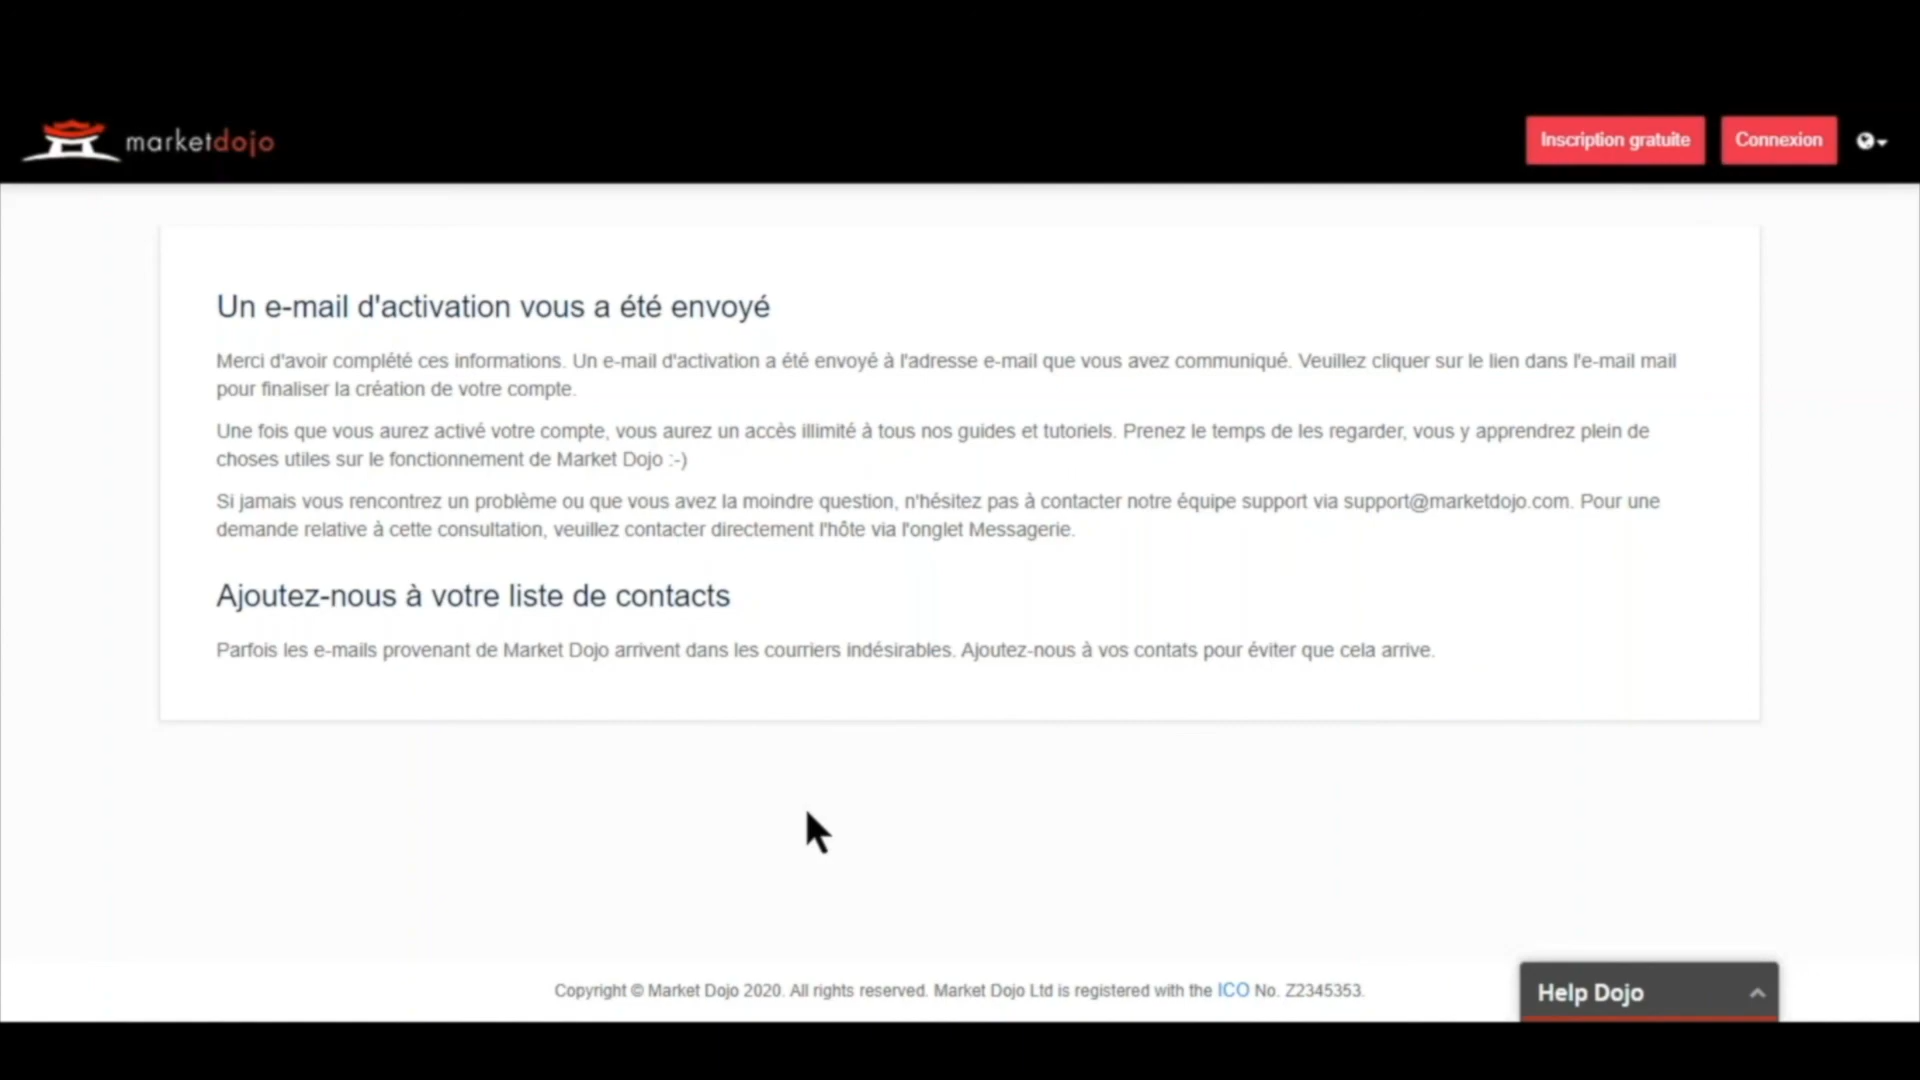 marketdojo
Inscription gratuite
Connexion
Un e-mail d'activation vous a été envoyé
Merci d'avoir complété ces informations. Un e-mail d'activation a été envoyé à l'adresse e-mail que vous avez communiqué. Veuillez cliquer sur le lien dans l'e-mail mail
pour finaliser la création de votre compte.
Une fois que vous aurez activé votre compte, vous aurez un accès illimité à tous nos guides et tutoriels. Prenez le temps de les regarder, vous y apprendrez plein de
choses utiles sur le fonctionnement de Market Dojo :-)
Si jamais vous rencontrez un problème ou que vous avez la moindre question, n'hésitez pas à contacter notre équipe support via support@marketdojo.com. Pour une
demande relative à cette consultation, veuillez contacter directement l'hôte via l'onglet Messagerie.
Ajoutez-nous à votre liste de contacts
Parfois les e-mails provenant de Market Dojo arrivent dans les courriers indésirables. Ajoutez-nous à vos contats pour éviter que cela arrive.
Copyright © Market Dojo 2020. All rights reserved. Market Dojo Ltd is registered with the ICO No. Z2345353.
Help Dojo